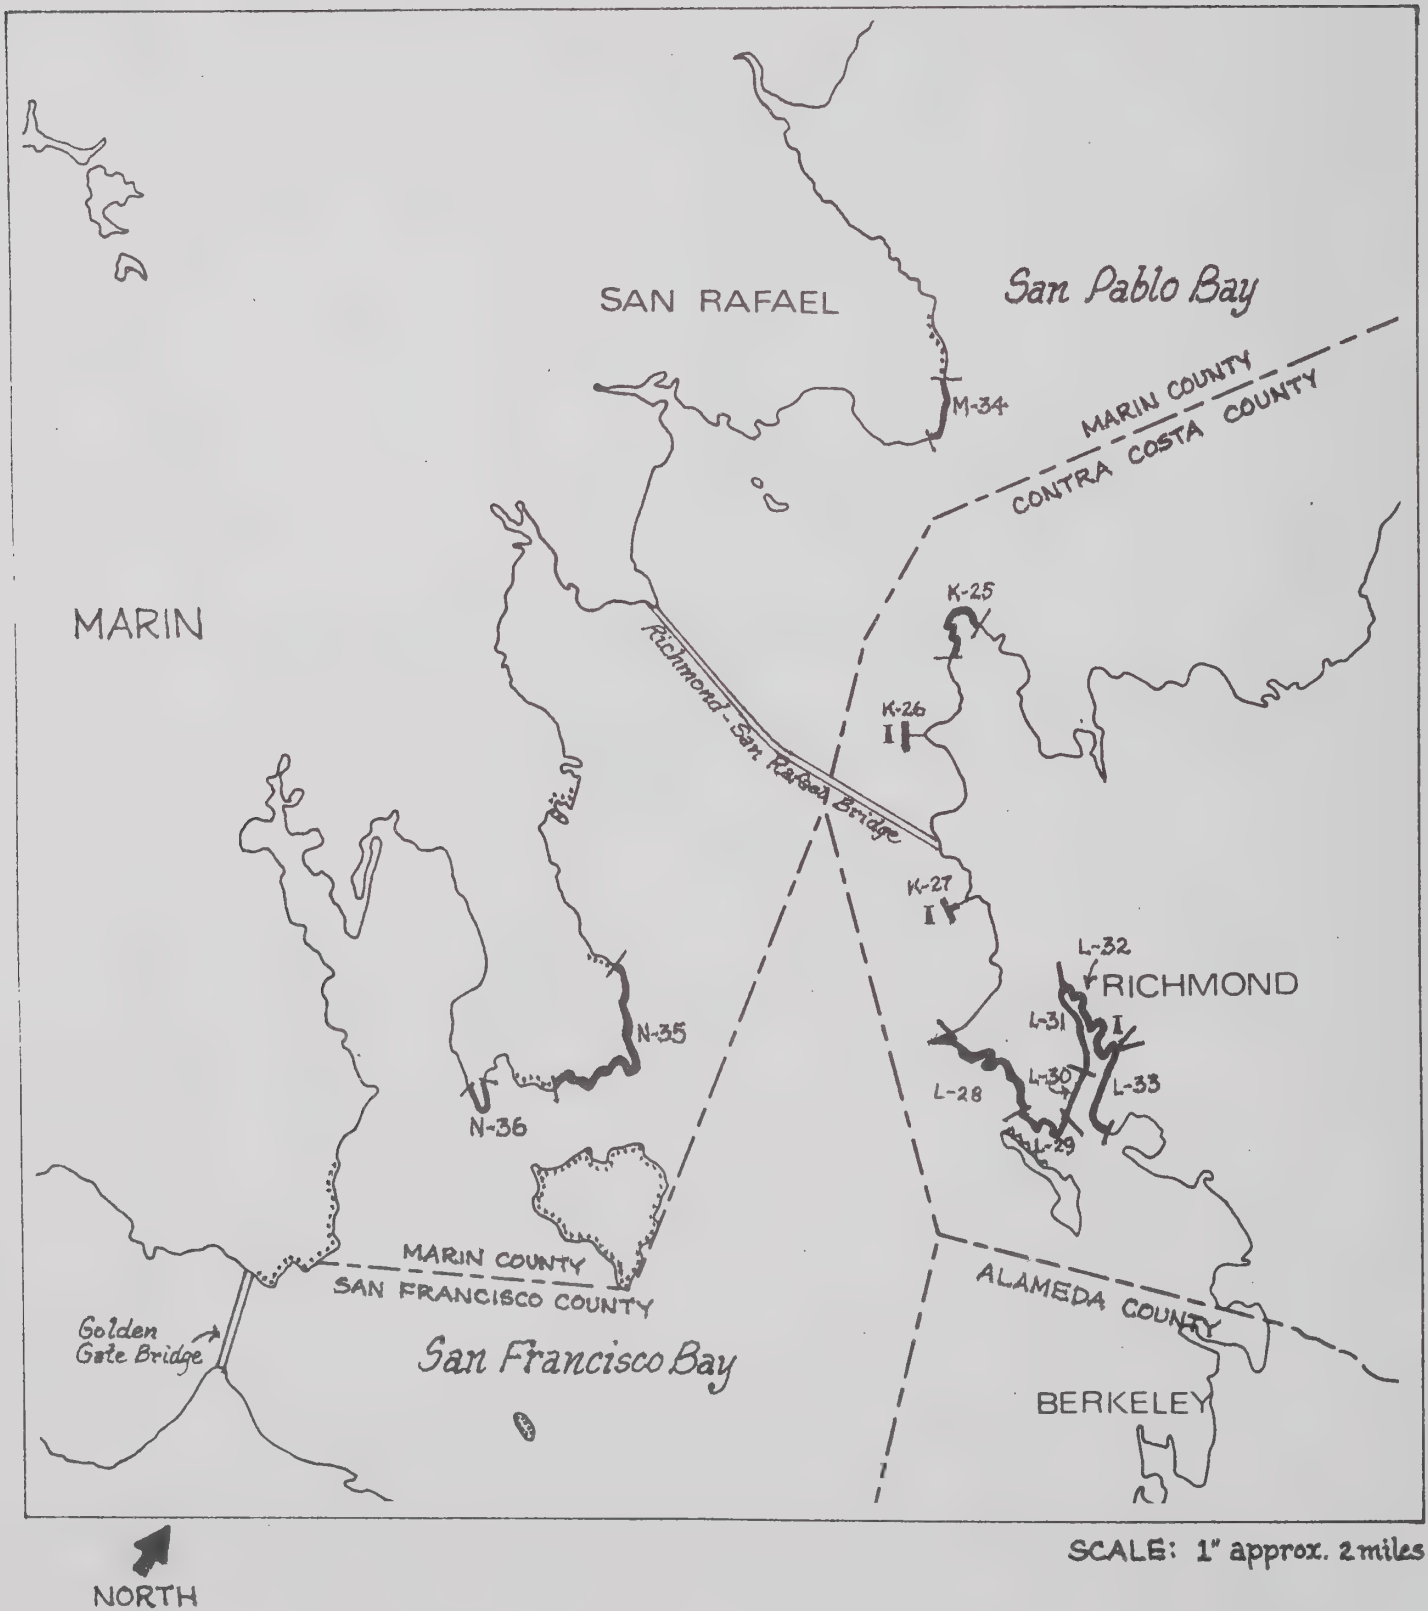 SAN RAFAEL
San Pablo Bay
MARIN COUNTY
CONTRA COSTA COUNTY
M-34
MARIN
K-25
Richmond-San Rafael Bridge
K-26
I
K-27
I
L-32
RICHMOND
L-31
I
N-35
L-30
L-33
L-28
N-36
L-29
MARIN COUNTY
SAN FRANCISCO COUNTY
ALAMEDA COUNTY
Golden
Gate Bridge
San Francisco Bay
BERKELEY
SCALE: 1" approx. 2 miles
NORTH